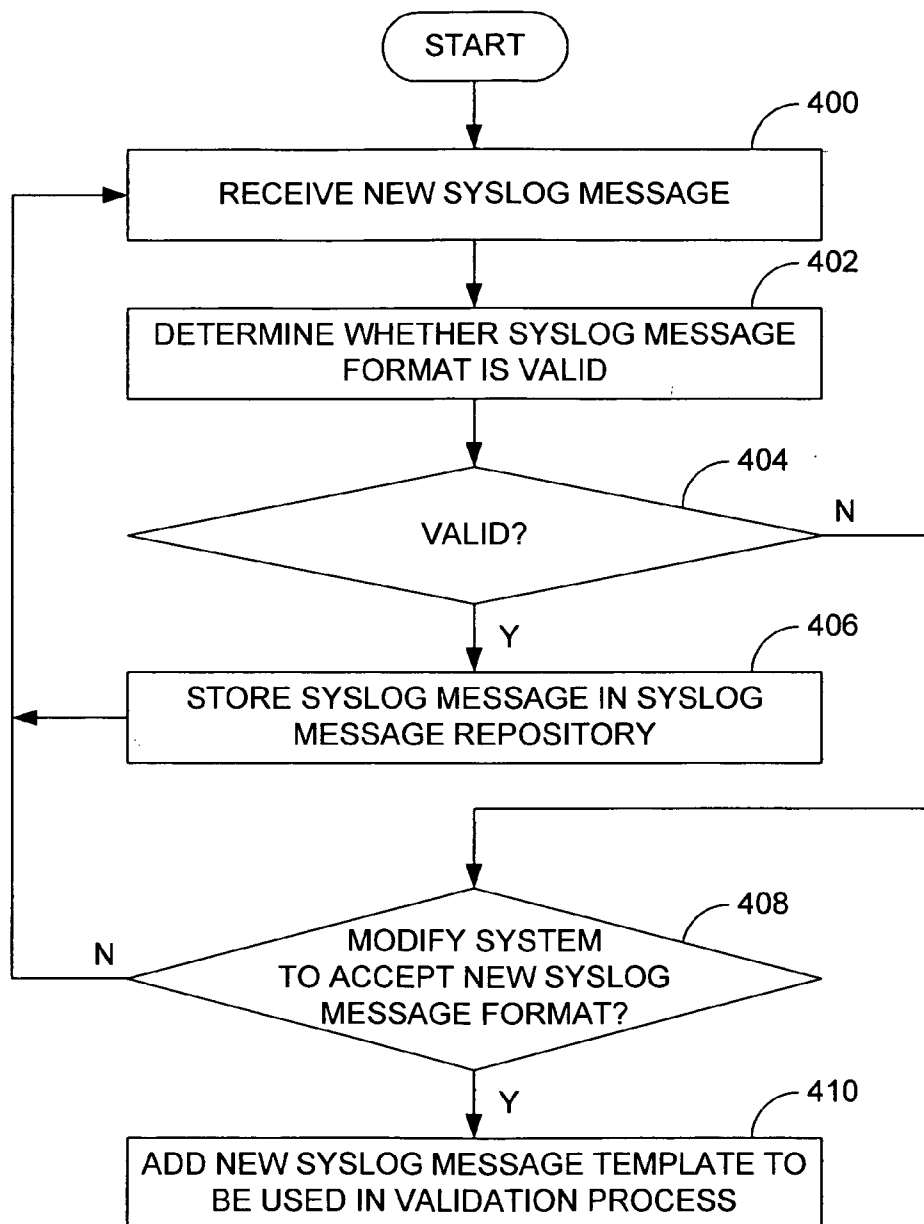 START
400
RECEIVE NEW SYSLOG MESSAGE
402
DETERMINE WHETHER SYSLOG MESSAGE
FORMAT IS VALID
404
VALID?
N
Y
406
STORE SYSLOG MESSAGE IN SYSLOG
MESSAGE REPOSITORY
408
MODIFY SYSTEM
TO ACCEPT NEW SYSLOG
MESSAGE FORMAT?
N
Y
410
ADD NEW SYSLOG MESSAGE TEMPLATE TO
BE USED IN VALIDATION PROCESS